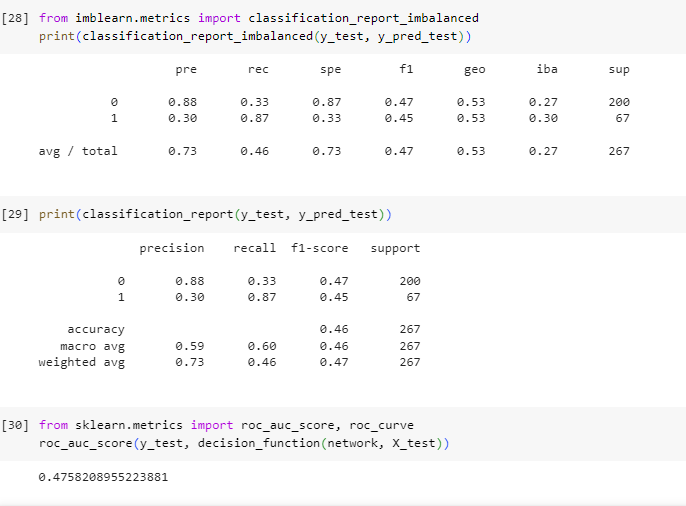 [28] from imblearn.metrics import classification_report_imbalanced
print(classification_report_imbalanced(y_test, y_pred_test))
pre rec spe f1 geo iba sup
0 0.88 0.33 0.87 0.47 0.53 0.27 200
1 0.30 0.87 0.33 0.45 0.53 0.30 67
avg / total 0.73 0.46 0.73 0.47 0.53 0.27 267
[29] print(classification_report(y_test, y_pred_test))
precision recall f1-score support
0 0.88 0.33 0.47 200
1 0.30 0.87 0.45 67
accuracy 0.46 267
macro avg 0.59 0.60 0.46 267
weighted avg 0.73 0.46 0.47 267
[30] from sklearn.metrics import roc_auc_score, roc_curve
roc_auc_score(y_test, decision_function(network, X_test))
0.4758208955223881